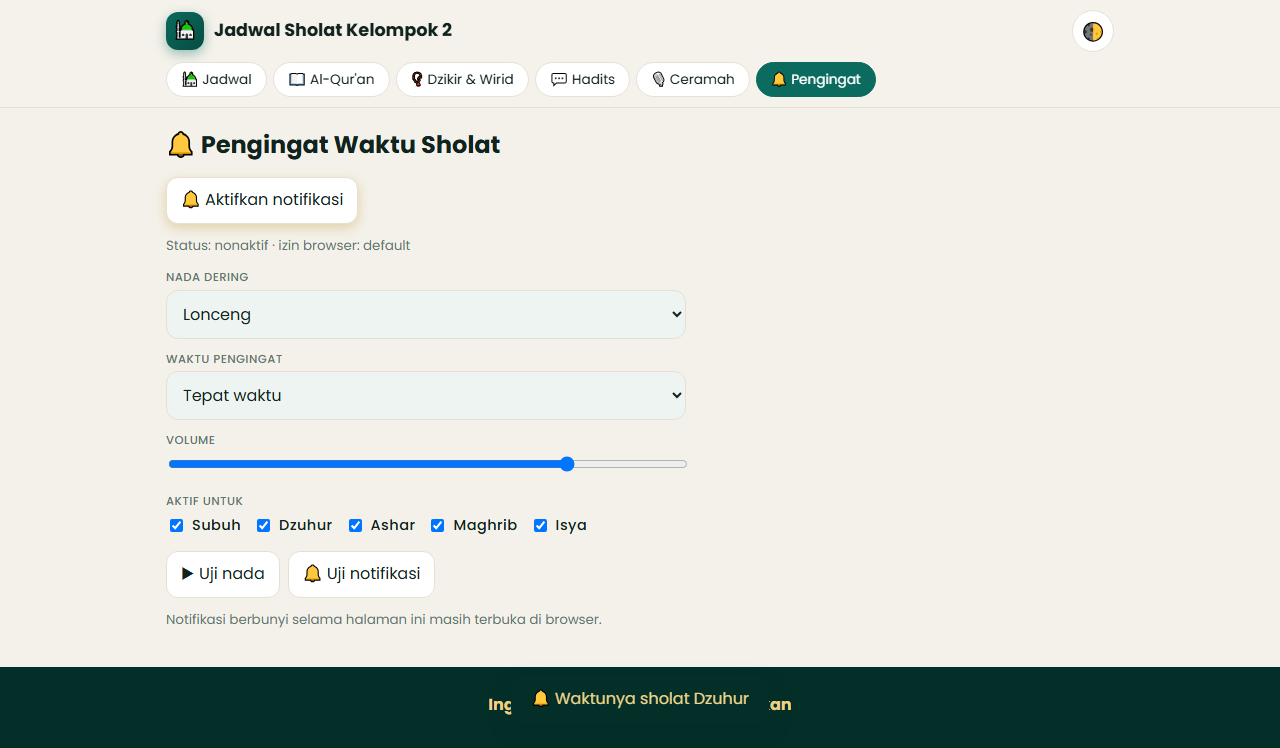 Jadwal Sholat Kelompok 2
Jadwal
Al-Qur'an
Dzikir & Wirid
Hadits
Ceramah
Pengingat
Pengingat Waktu Sholat
Aktifkan notifikasi
Status: nonaktif · izin browser: default
NADA DERING
Lonceng
WAKTU PENGINGAT
Tepat waktu
VOLUME
AKTIF UNTUK
Subuh Dzuhur Ashar Maghrib Isya
Uji nada
Uji notifikasi
Notifikasi berbunyi selama halaman ini masih terbuka di browser.
Waktunya sholat Dzuhur